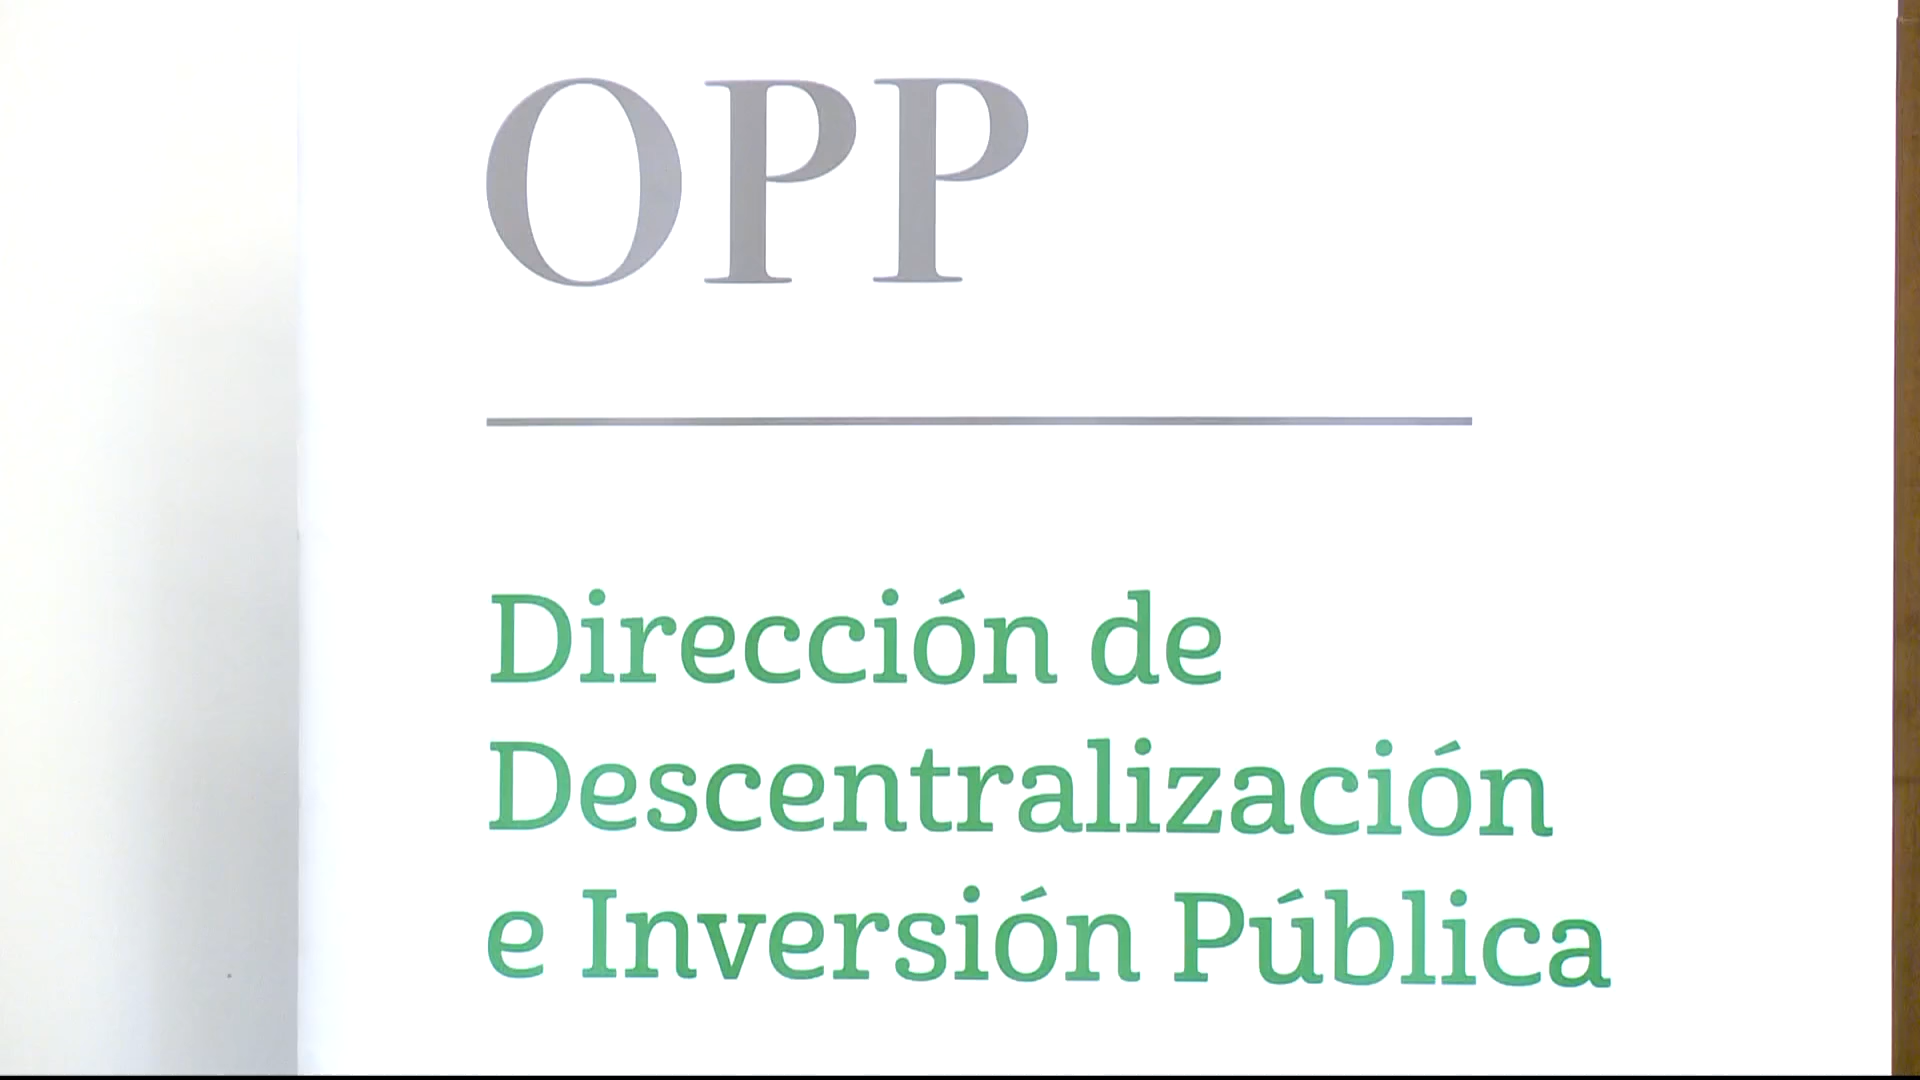 OPP
Dirección de
Descentralización
e Inversión Pública